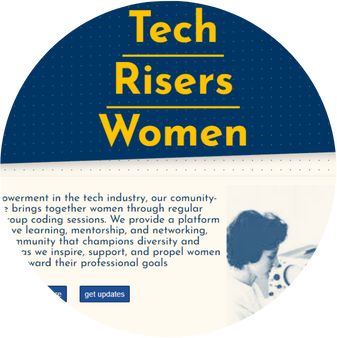 Tech
Risers
Women
owerment in the tech industry, our comunity-
e brings together women through regular
roup coding sessions. We provide a platform
ve learning, mentorship, and networking,
mmunity that champions diversity and
as we inspire, support, and propel women
ward their professional goals
re get updates